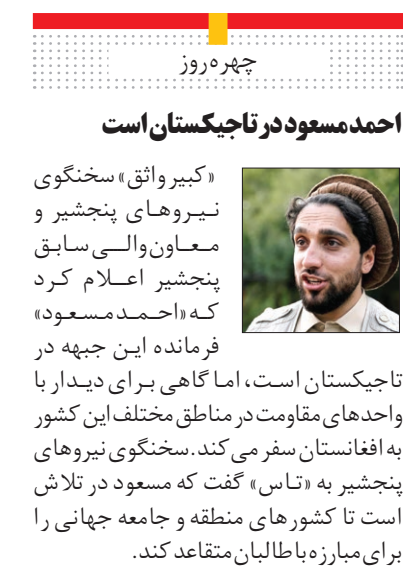 چهره‌روز
احمد مسعود در تاجیکستان است
«کبیر واثق» سخنگوی
نیروهای پنجشیر و
معاون والی سابق
پنجشیر اعلام کرد
که «احمد مسعود»
فرمانده این جبهه در
تاجیکستان است، اما گاهی برای دیدار با
واحدهای مقاومت در مناطق مختلف این کشور
به افغانستان سفر می کند. سخنگوی نیروهای
پنجشیر به «تاس» گفت که مسعود در تلاش
است تا کشورهای منطقه و جامعه جهانی را
برای مبارزه با طالبان متقاعد کند.